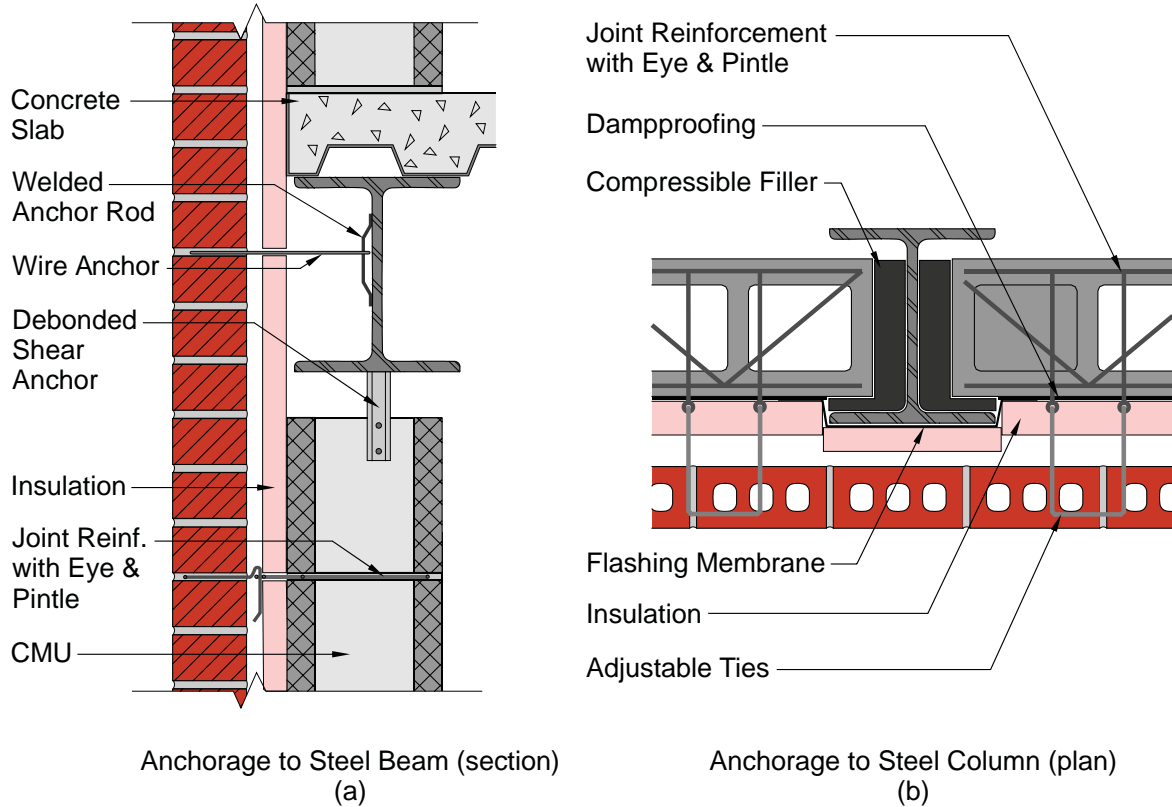 Concrete
Slab
Welded
Anchor Rod
Wire Anchor
Debonded
Shear
Anchor
Insulation
Joint Reinf.
with Eye &
Pintle
CMU
Anchorage to Steel Beam (section)
(a)
Joint Reinforcement
with Eye & Pintle
Dampproofing
Compressible Filler
Flashing Membrane
Insulation
Adjustable Ties
Anchorage to Steel Column (plan)
(b)